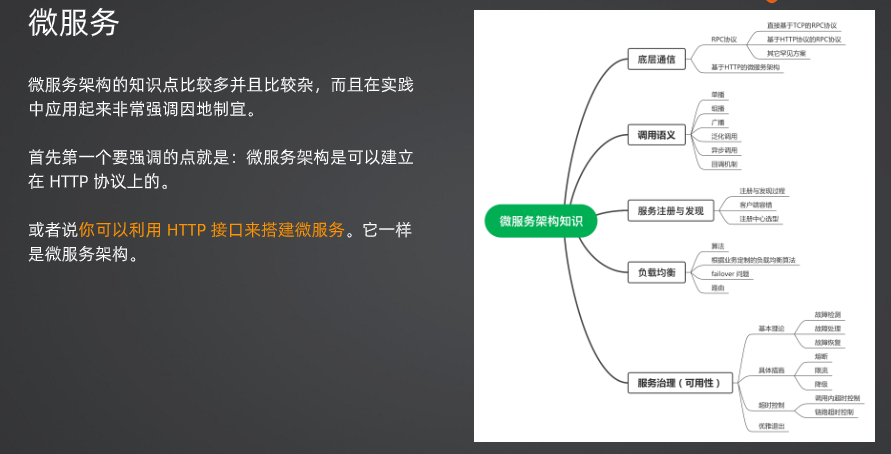 微服务
微服务架构的知识点比较多并且比较杂，而且在实践
中应用起来非常强调因地制宜。
首先第一个要强调的点就是：微服务架构是可以建立
在 HTTP 协议上的。
或者说你可以利用 HTTP 接口来搭建微服务。它一样
是微服务架构。
微服务架构知识
底层通信
RPC协议
直接基于TCP的RPC协议
基于HTTP协议的RPC协议
其它罕见方案
基于HTTP的微服务架构
调用语义
单播
组播
广播
泛化调用
异步调用
回调机制
服务注册与发现
注册与发现过程
客户端容错
注册中心选型
负载均衡
算法
根据业务定制的负载均衡算法
failover 问题
路由
服务治理（可用性）
基本理论
故障检测
故障处理
故障恢复
具体措施
熔断
限流
降级
超时控制
调用内超时控制
链路超时控制
优雅退出